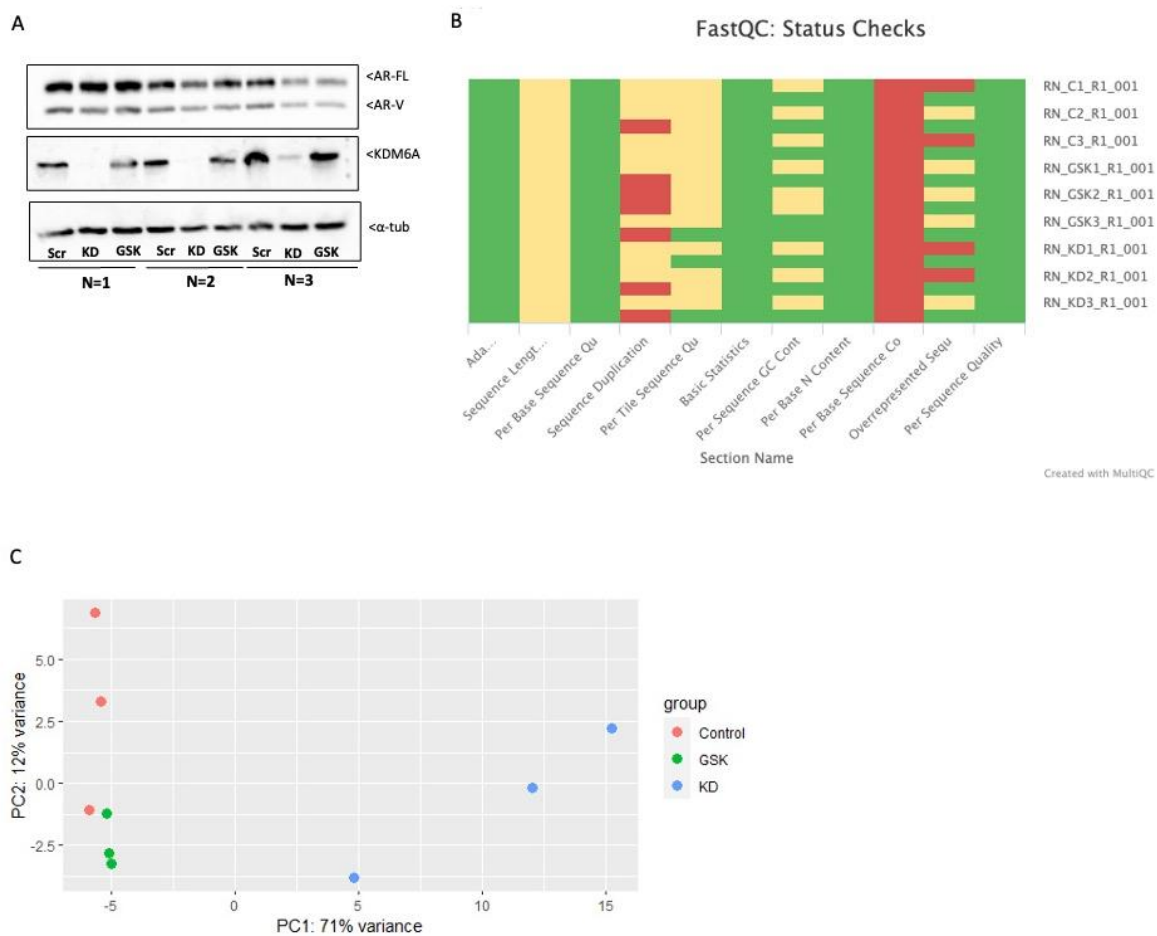 A
<AR-FL
<AR-V
<KDM6A
<α-tub
Scr KD GSK Scr KD GSK Scr KD GSK
N=1 N=2 N=3
B
FastQC: Status Checks
RN_C1_R1_001
RN_C2_R1_001
RN_C3_R1_001
RN_GSK1_R1_001
RN_GSK2_R1_001
RN_GSK3_R1_001
RN_KD1_R1_001
RN_KD2_R1_001
RN_KD3_R1_001
Ada...
Sequence Lengt...
Per Base Sequence Qu
Sequence Duplication
Per Tile Sequence Qu
Basic Statistics
Per Sequence GC Cont
Per Base N Content
Per Base Sequence Co
Overrepresented Sequ
Per Sequence Quality
Section Name
Created with MultiQC
C
5.0
2.5
0.0
-2.5
PC2: 12% variance
-5 0 5 10 15
PC1: 71% variance
group
Control
GSK
KD